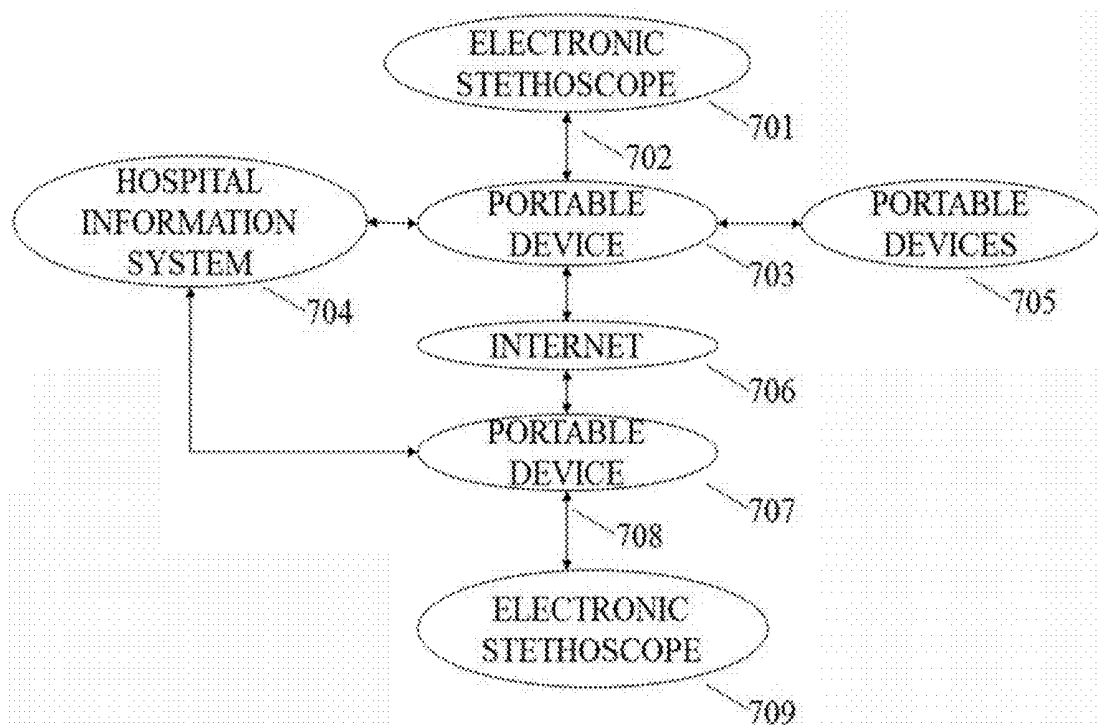 ELECTRONIC
STETHOSCOPE
701
702
HOSPITAL
INFORMATION
SYSTEM
704
PORTABLE
DEVICE
703
PORTABLE
DEVICES
705
INTERNET
706
PORTABLE
DEVICE
707
708
ELECTRONIC
STETHOSCOPE
709